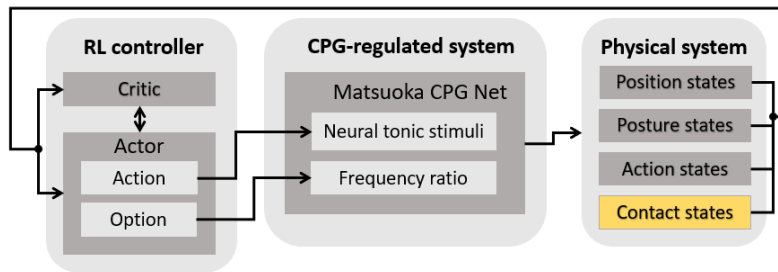 RL controller
Critic
Actor
Action
Option
CPG-regulated system
Matsuoka CPG Net
Neural tonic stimuli
Frequency ratio
Physical system
Position states
Posture states
Action states
Contact states